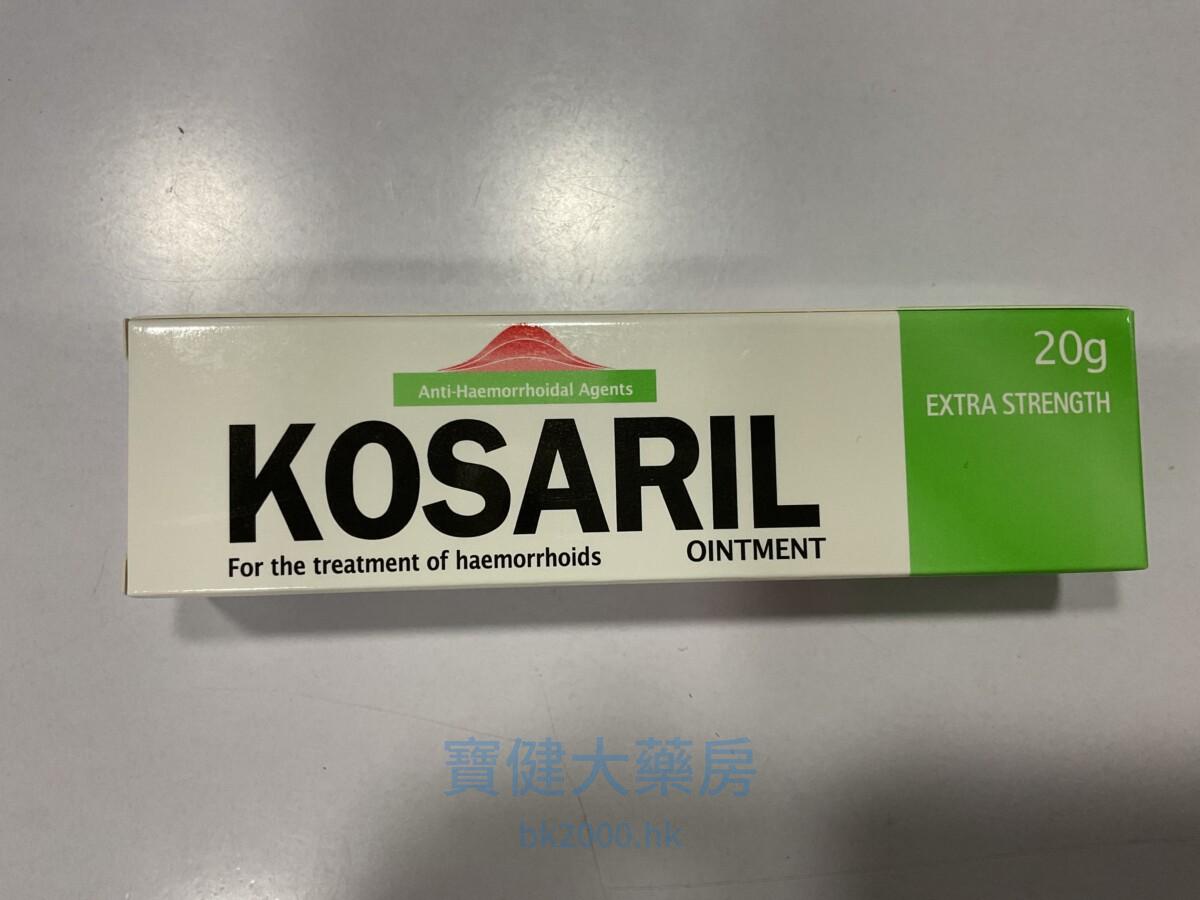 20g
Anti-Haemorrhoidal Agents
EXTRA STRENGTH
KOSARIL
For the treatment of haemorrhoids
OINTMENT
寶健大藥房
bk2000.hk